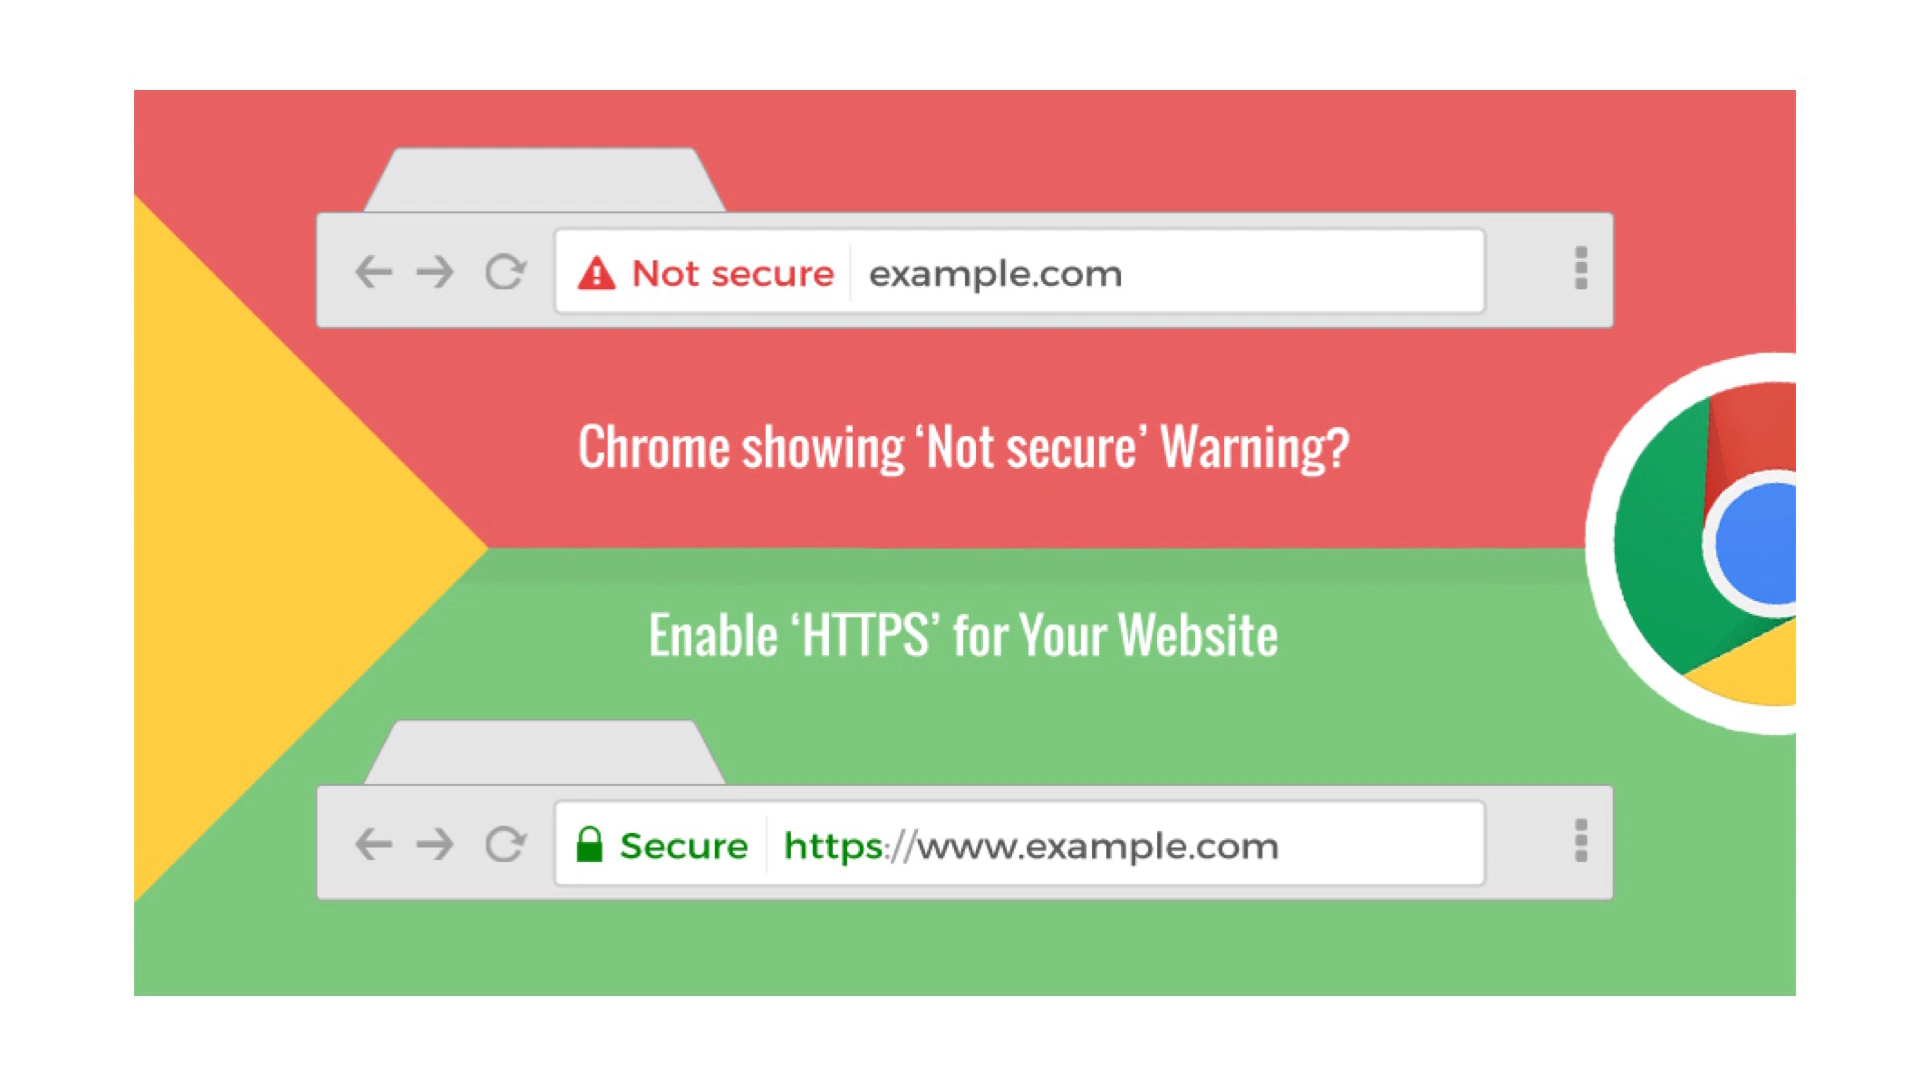 Not secure example.com
Chrome showing ‘Not secure’ Warning?
Enable ‘HTTPS’ for Your Website
Secure https://www.example.com